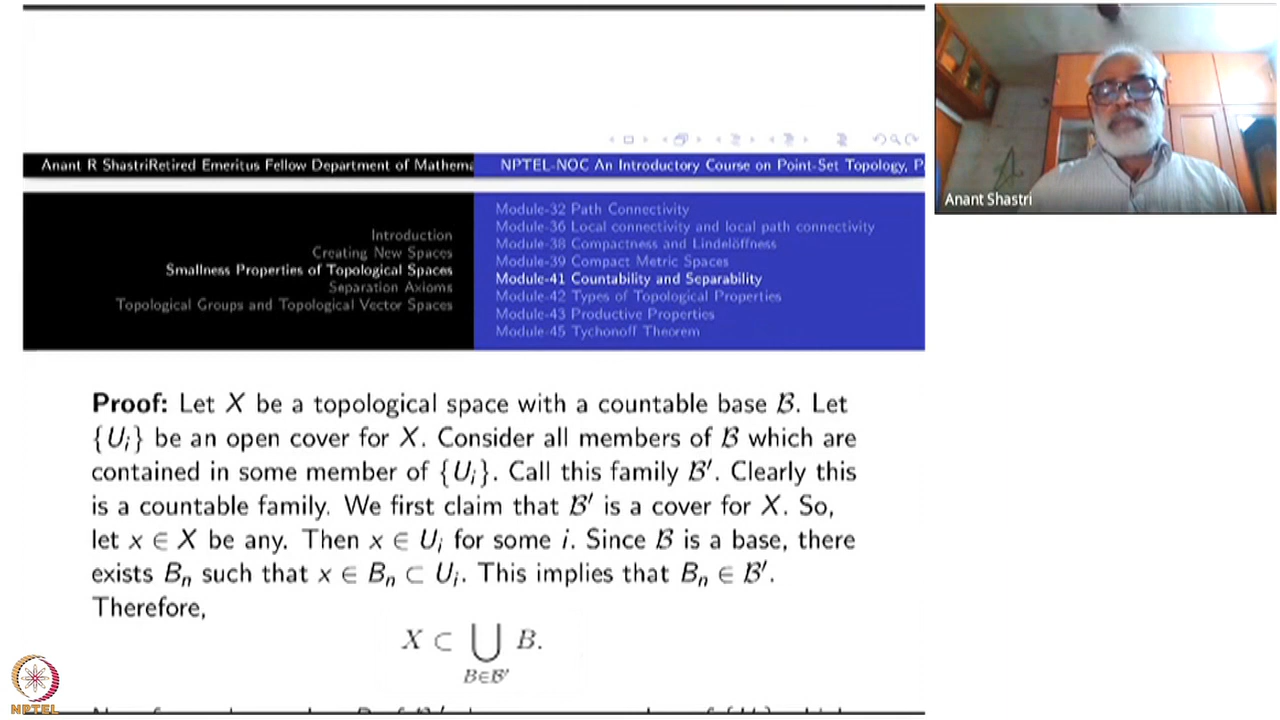 Anant R ShastriRetired Emeritus Fellow Department of Mathema
NPTEL-NOC An Introductory Course on Point-Set Topology, P
Introduction
Creating New Spaces
Smallness Properties of Topological Spaces
Separation Axioms
Topological Groups and Topological Vector Spaces
Module-32 Path Connectivity
Module-36 Local connectivity and local path connectivity
Module-38 Compactness and Lindelöffness
Module-39 Compact Metric Spaces
Module-41 Countability and Separability
Module-42 Types of Topological Properties
Module-43 Productive Properties
Module-45 Tychonoff Theorem
Proof: Let X be a topological space with a countable base ℬ. Let
{Uᵢ} be an open cover for X. Consider all members of ℬ which are
contained in some member of {Uᵢ}. Call this family ℬ′. Clearly this
is a countable family. We first claim that ℬ′ is a cover for X. So,
let x ∈ X be any. Then x ∈ Uᵢ for some i. Since ℬ is a base, there
exists Bₙ such that x ∈ Bₙ ⊂ Uᵢ. This implies that Bₙ ∈ ℬ′.
Therefore,
X ⊂ ⋃ B.
B∈ℬ′
Anant Shastri
NPTEL